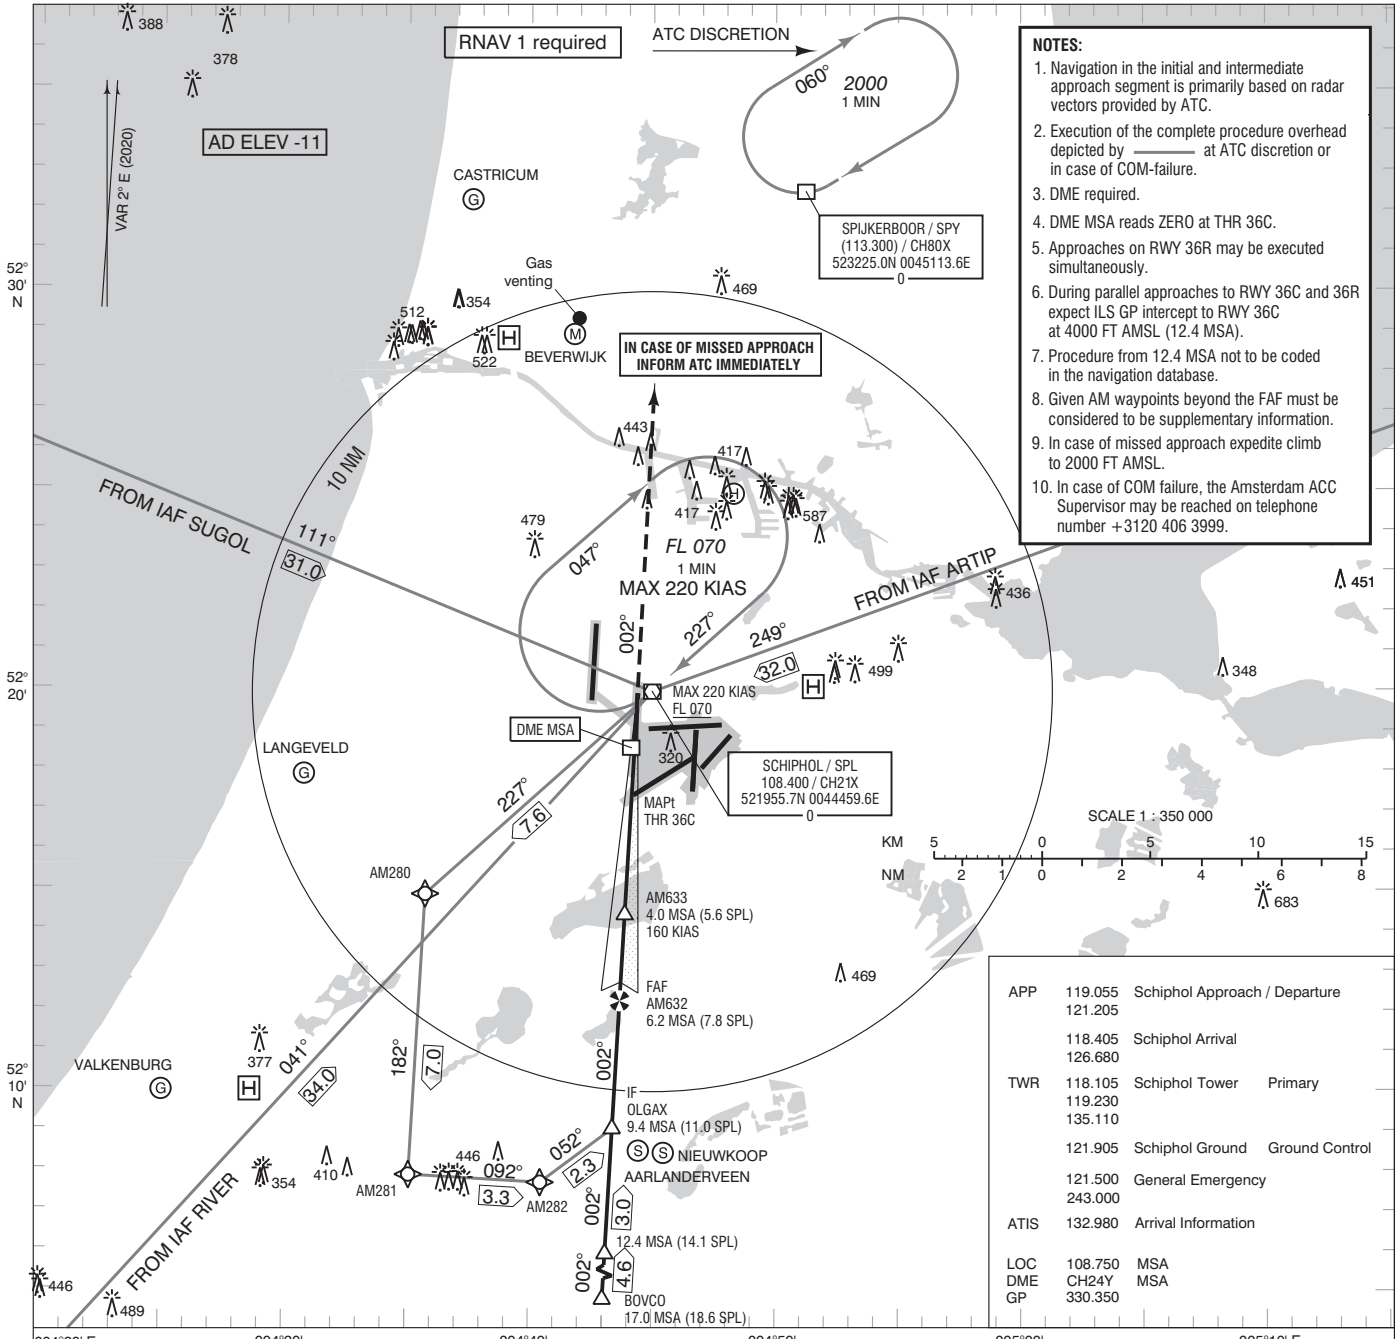 388
378
RNAV 1 required
ATC DISCRETION
060°
2000
1 MIN
AD ELEV -11
VAR 2° E (2020)
CASTRICUM
G
SPIJKERBOOR / SPY
(113.300) / CH80X
523225.0N 0045113.6E
0
NOTES:
1. Navigation in the initial and intermediate
approach segment is primarily based on radar
vectors provided by ATC.
2. Execution of the complete procedure overhead
depicted by at ATC discretion or
in case of COM-failure.
3. DME required.
4. DME MSA reads ZERO at THR 36C.
5. Approaches on RWY 36R may be executed
simultaneously.
6. During parallel approaches to RWY 36C and 36R
expect ILS GP intercept to RWY 36C
at 4000 FT AMSL (12.4 MSA).
7. Procedure from 12.4 MSA not to be coded
in the navigation database.
8. Given AM waypoints beyond the FAF must be
considered to be supplementary information.
9. In case of missed approach expedite climb
to 2000 FT AMSL.
10. In case of COM failure, the Amsterdam ACC
Supervisor may be reached on telephone
number +3120 406 3999.
52°
30'
N
Gas
venting
354
469
512
522
H
M
BEVERWIJK
IN CASE OF MISSED APPROACH
INFORM ATC IMMEDIATELY
10 NM
443
417
H
417
587
479
047°
FL 070
1 MIN
MAX 220 KIAS
FROM IAF SUGOL
111°
31.0
002°
227°
FROM IAF ARTIP
249°
32.0
436
451
499
H
348
52°
20'
MAX 220 KIAS
FL 070
DME MSA
320
LANGEVELD
G
SCHIPHOL / SPL
108.400 / CH21X
521955.7N 0044459.6E
0
MAPt
THR 36C
227°
7.6
SCALE 1 : 350 000
KM 5 0 5 10 15
NM 2 1 0 2 4 6 8
AM280
AM633
4.0 MSA (5.6 SPL)
160 KIAS
683
469
FAF
AM632
6.2 MSA (7.8 SPL)
377
VALKENBURG
G
H
041°
34.0
182°
7.0
002°
52°
10'
N
IF
OLGAX
9.4 MSA (11.0 SPL)
S S NIEUWKOOP
AARLANDERVEEN
354
410
446
092°
3.3
052°
2.3
AM281
AM282
002°
3.0
12.4 MSA (14.1 SPL)
002°
4.6
BOVCO
17.0 MSA (18.6 SPL)
FROM IAF RIVER
446
489
APP 119.055 Schiphol Approach / Departure
121.205
118.405 Schiphol Arrival
126.680
TWR 118.105 Schiphol Tower Primary
119.230
135.110
121.905 Schiphol Ground Ground Control
121.500 General Emergency
243.000
ATIS 132.980 Arrival Information
LOC 108.750 MSA
DME CH24Y MSA
GP 330.350